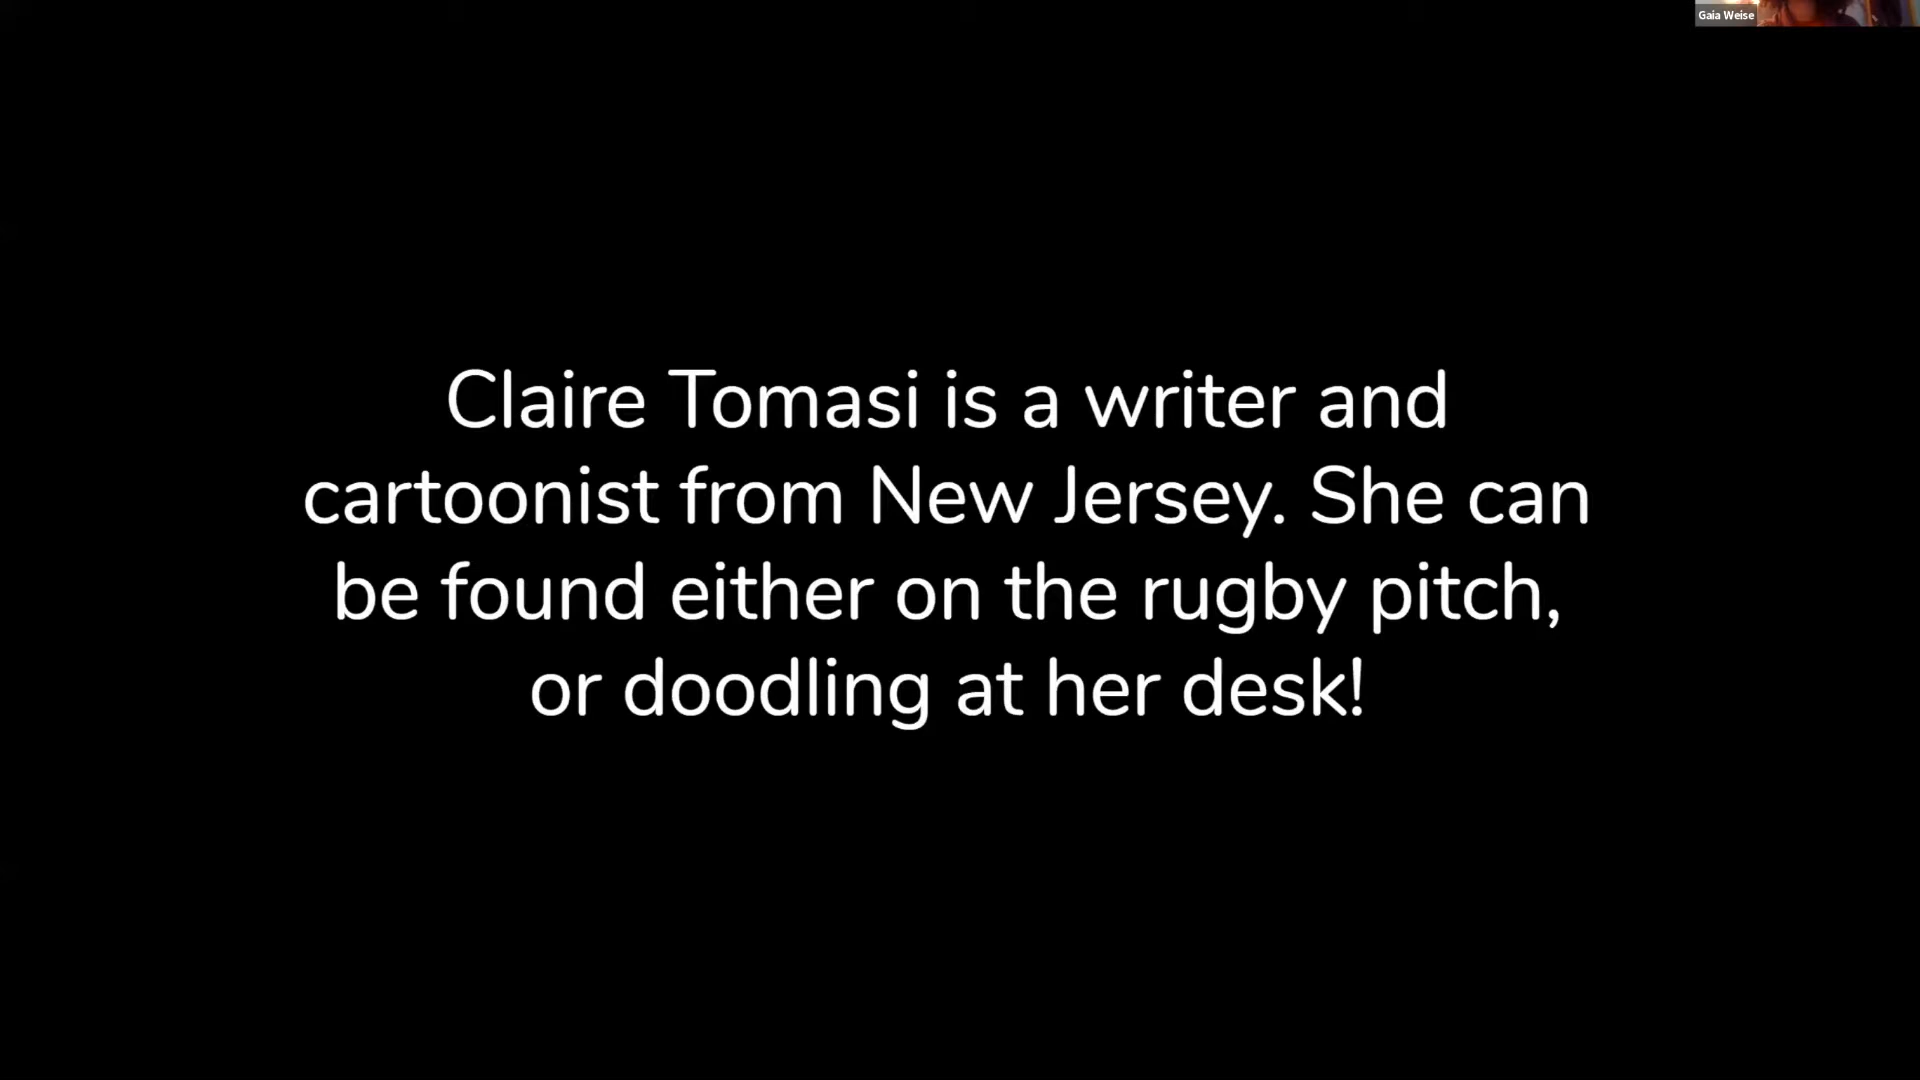 Gaia Weise
Claire Tomasi is a writer and
cartoonist from New Jersey. She can
be found either on the rugby pitch,
or doodling at her desk!